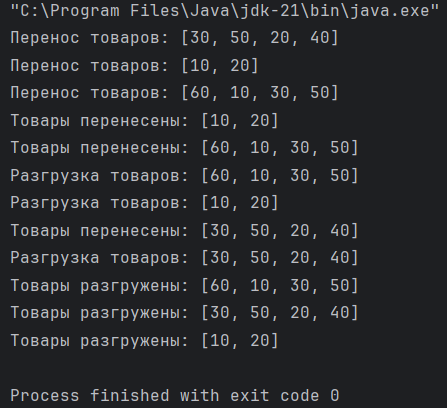 "C:\Program Files\Java\jdk-21\bin\java.exe"
Перенос товаров: [30, 50, 20, 40]
Перенос товаров: [10, 20]
Перенос товаров: [60, 10, 30, 50]
Товары перенесены: [10, 20]
Товары перенесены: [60, 10, 30, 50]
Разгрузка товаров: [60, 10, 30, 50]
Разгрузка товаров: [10, 20]
Товары перенесены: [30, 50, 20, 40]
Разгрузка товаров: [30, 50, 20, 40]
Товары разгружены: [60, 10, 30, 50]
Товары разгружены: [30, 50, 20, 40]
Товары разгружены: [10, 20]
Process finished with exit code 0